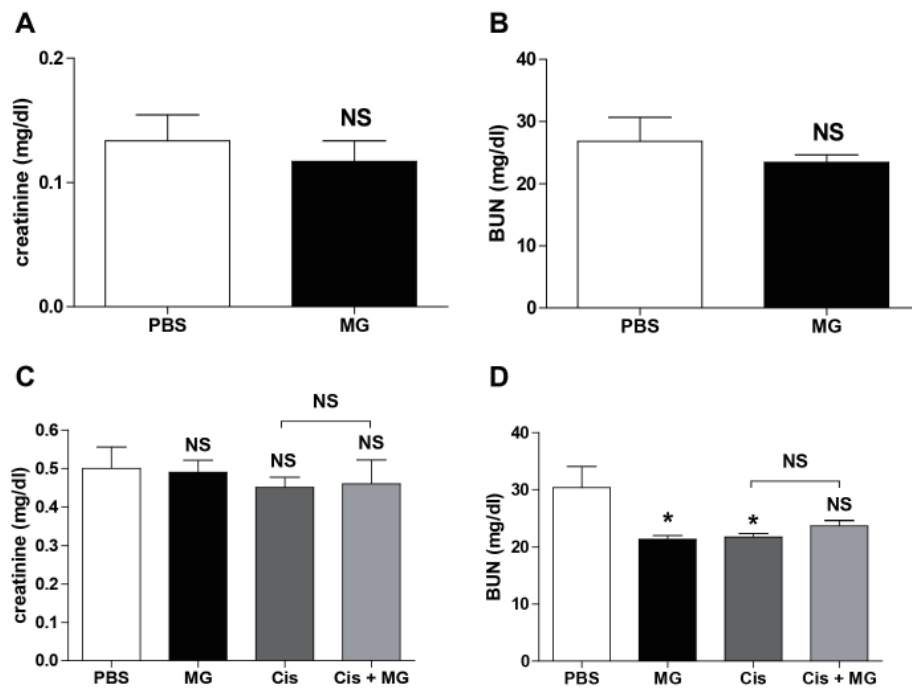 A
creatinine (mg/dl)
0.2
0.1
0.0
NS
PBS MG
B
BUN (mg/dl)
40
30
20
10
0
NS
PBS MG
C
creatinine (mg/dl)
0.6
0.5
0.4
0.3
0.2
0.1
0.0
NS
NS NS NS
PBS MG Cis Cis + MG
D
BUN (mg/dl)
40
30
20
10
0
NS
* * NS
PBS MG Cis Cis + MG